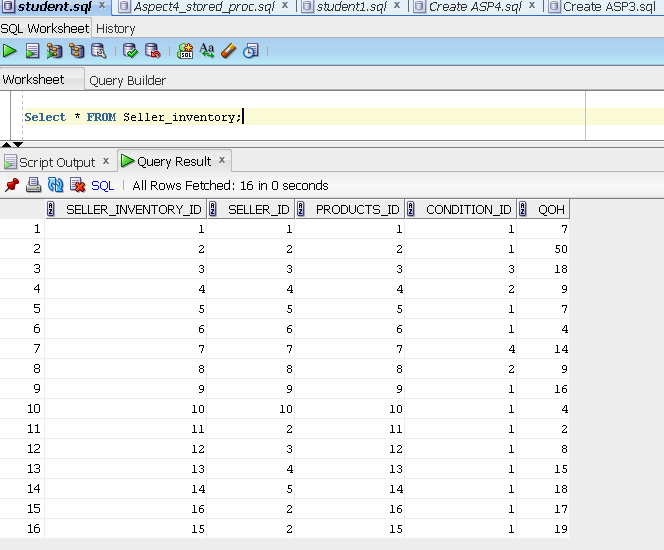 student.sql x Aspect4_stored_proc.sql x student1.sql x Create ASP4.sql x Create ASP3.sql
SQL Worksheet History
SQL Aa
Worksheet Query Builder
Select * FROM Seller_inventory;
Script Output x Query Result x
SQL | All Rows Fetched: 16 in 0 seconds
SELLER_INVENTORY_ID SELLER_ID PRODUCTS_ID CONDITION_ID QOH
1 1 1 1 1 7
2 2 2 2 1 50
3 3 3 3 3 18
4 4 4 4 2 9
5 5 5 5 1 7
6 6 6 6 1 4
7 7 7 7 4 14
8 8 8 8 2 9
9 9 9 9 1 16
10 10 10 10 1 4
11 11 2 11 1 2
12 12 3 12 1 8
13 13 4 13 1 15
14 14 5 14 1 18
15 16 2 16 1 17
16 15 2 15 1 19